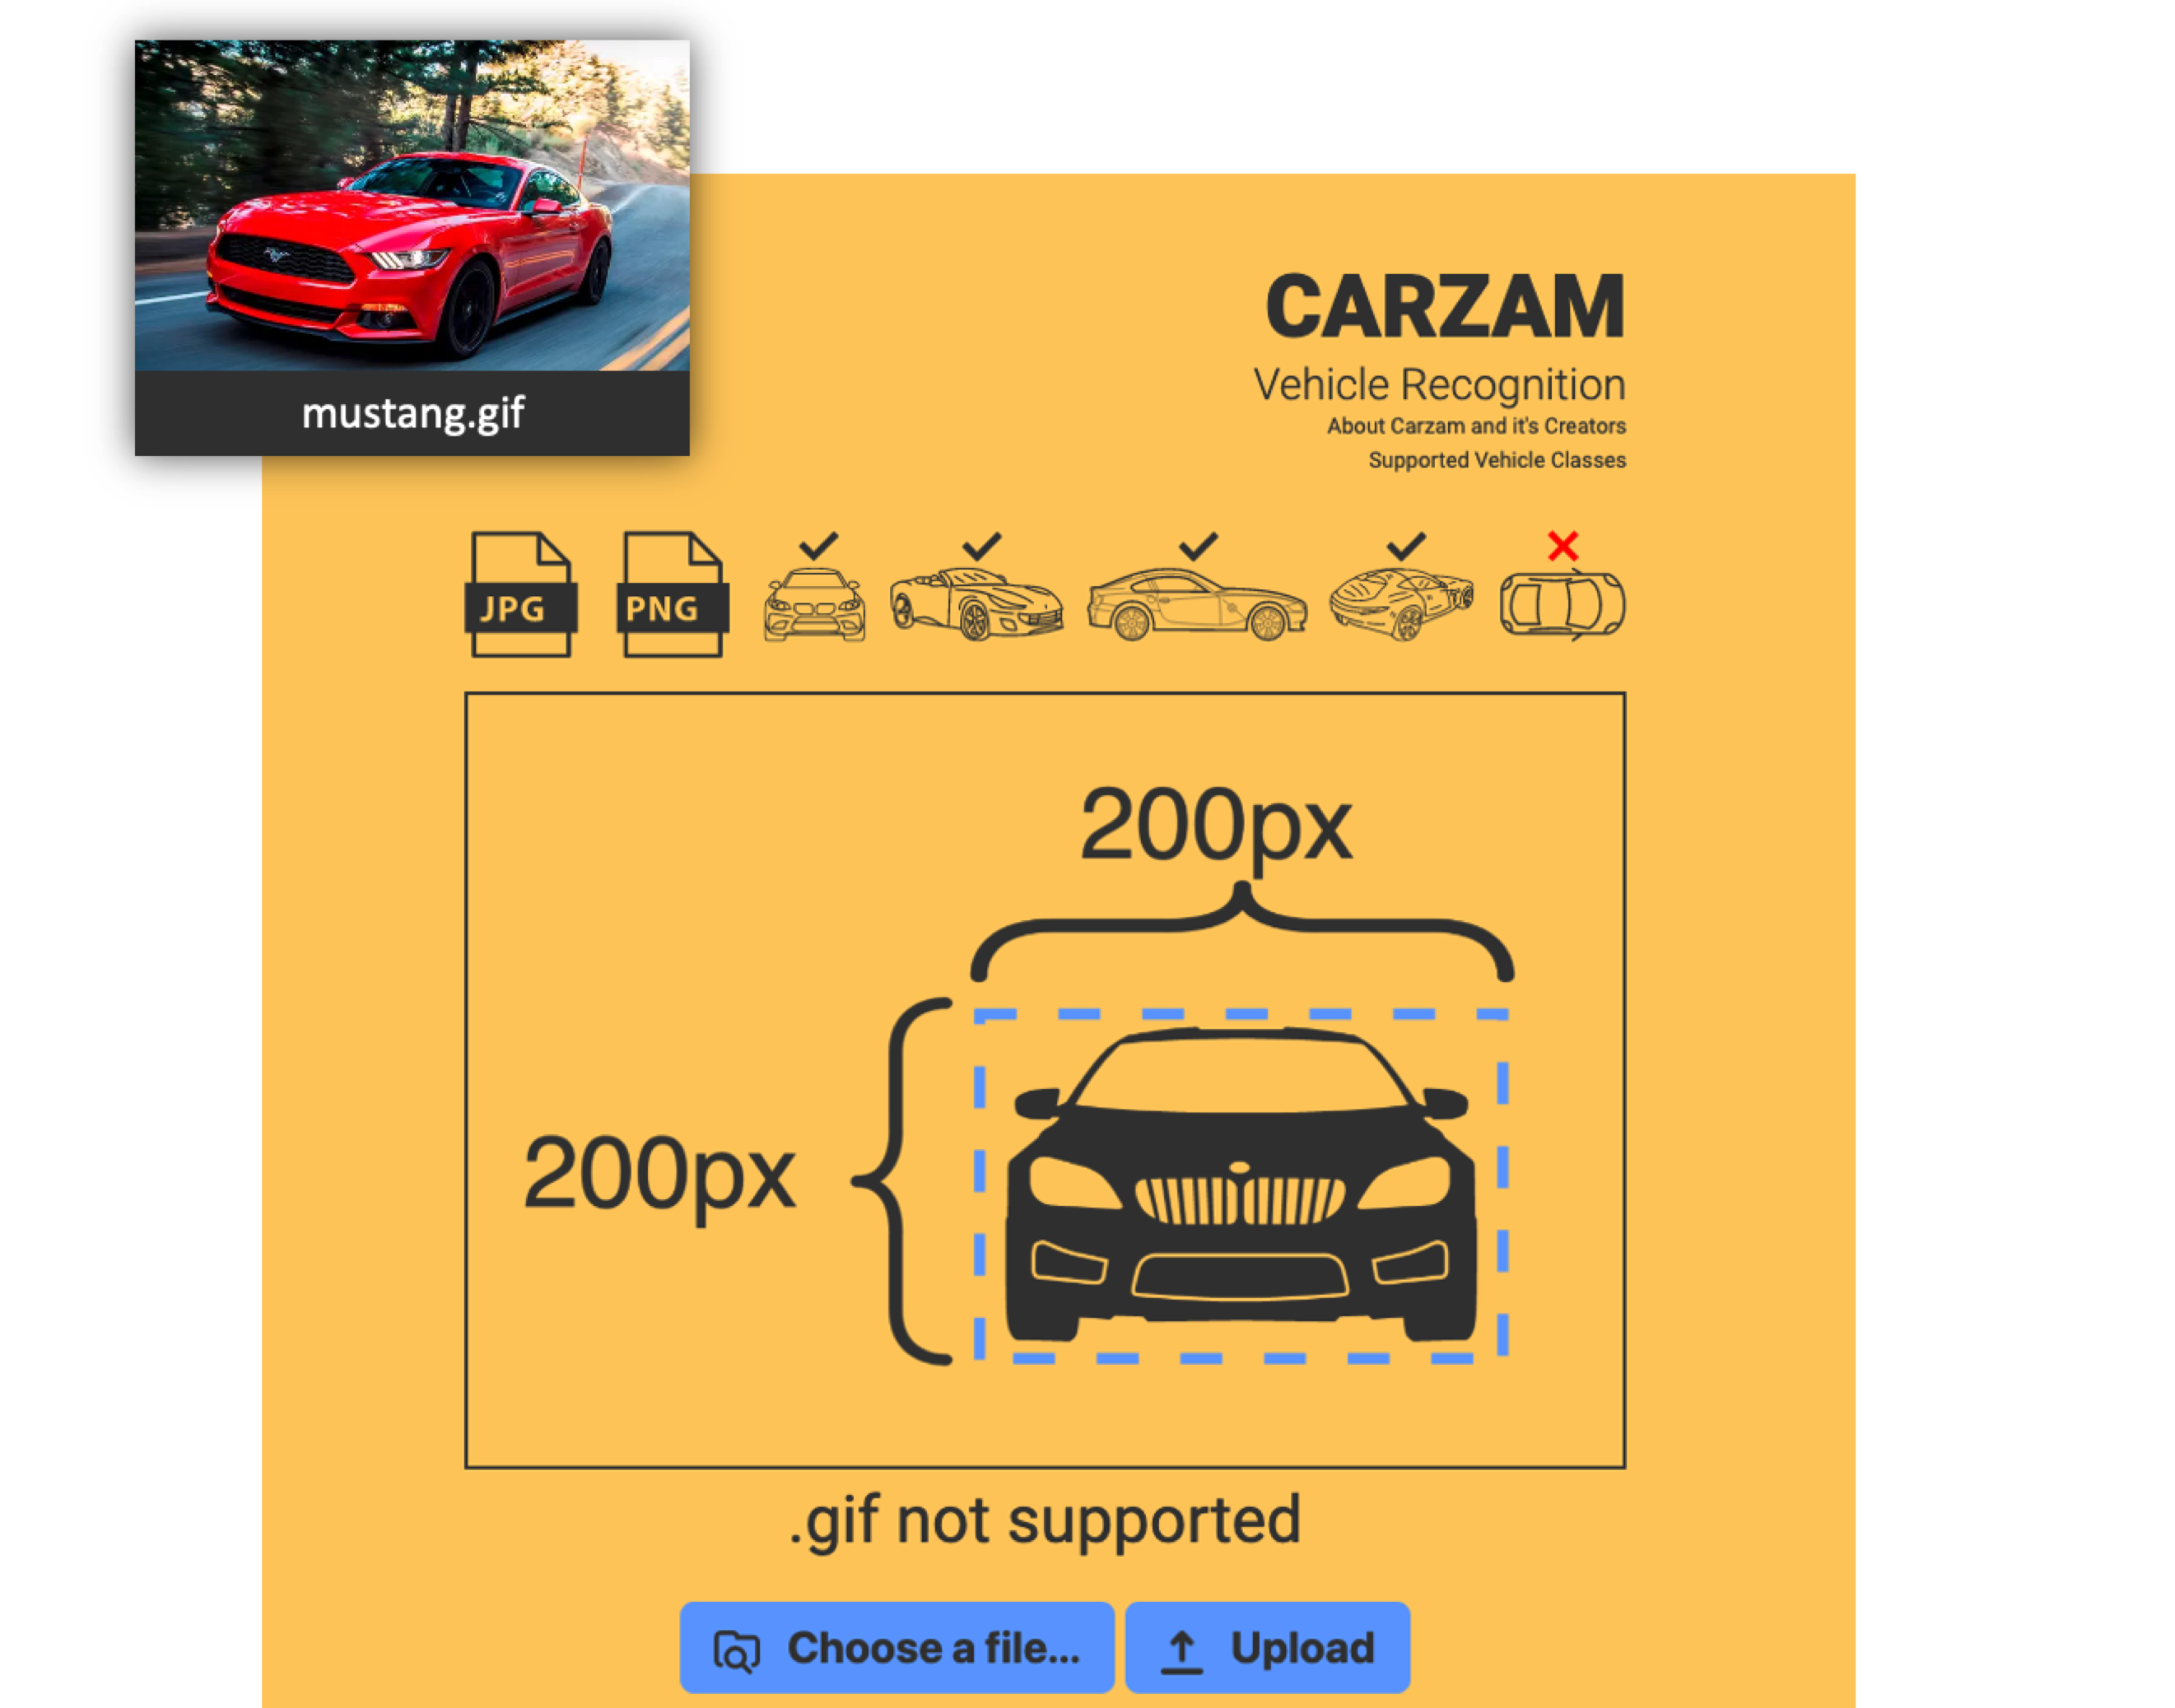 mustang.gif
CARZAM
Vehicle Recognition
About Carzam and it's Creators
Supported Vehicle Classes
JPG PNG
200px
200px
.gif not supported
Choose a file... Upload